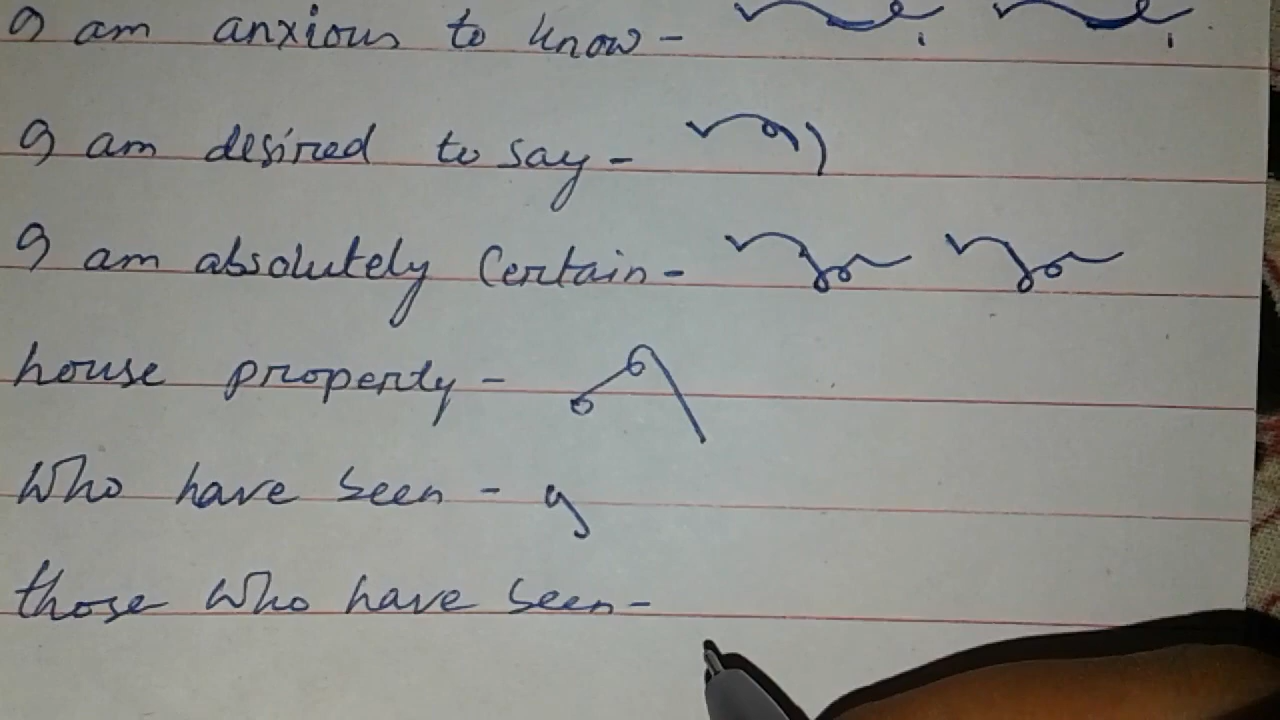 I am anxious to know -
I am desired to say -
I am absolutely Certain -
house property -
Who have seen -
those who have seen -